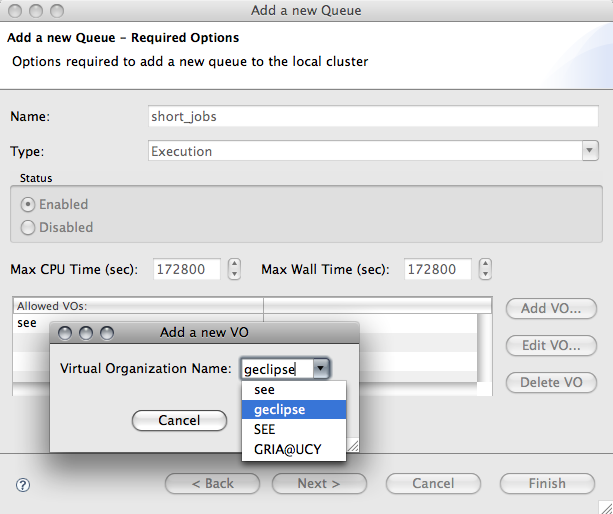 Add a new Queue
Add a new Queue – Required Options
Options required to add a new queue to the local cluster
Name: short_jobs
Type: Execution
Status
Enabled
Disabled
Max CPU Time (sec): 172800 Max Wall Time (sec): 172800
Allowed VOs:
see
Add VO...
Edit VO...
Delete VO
Add a new VO
Virtual Organization Name: geclipse
see
geclipse
SEE
GRIA@UCY
Cancel
? < Back Next > Cancel Finish